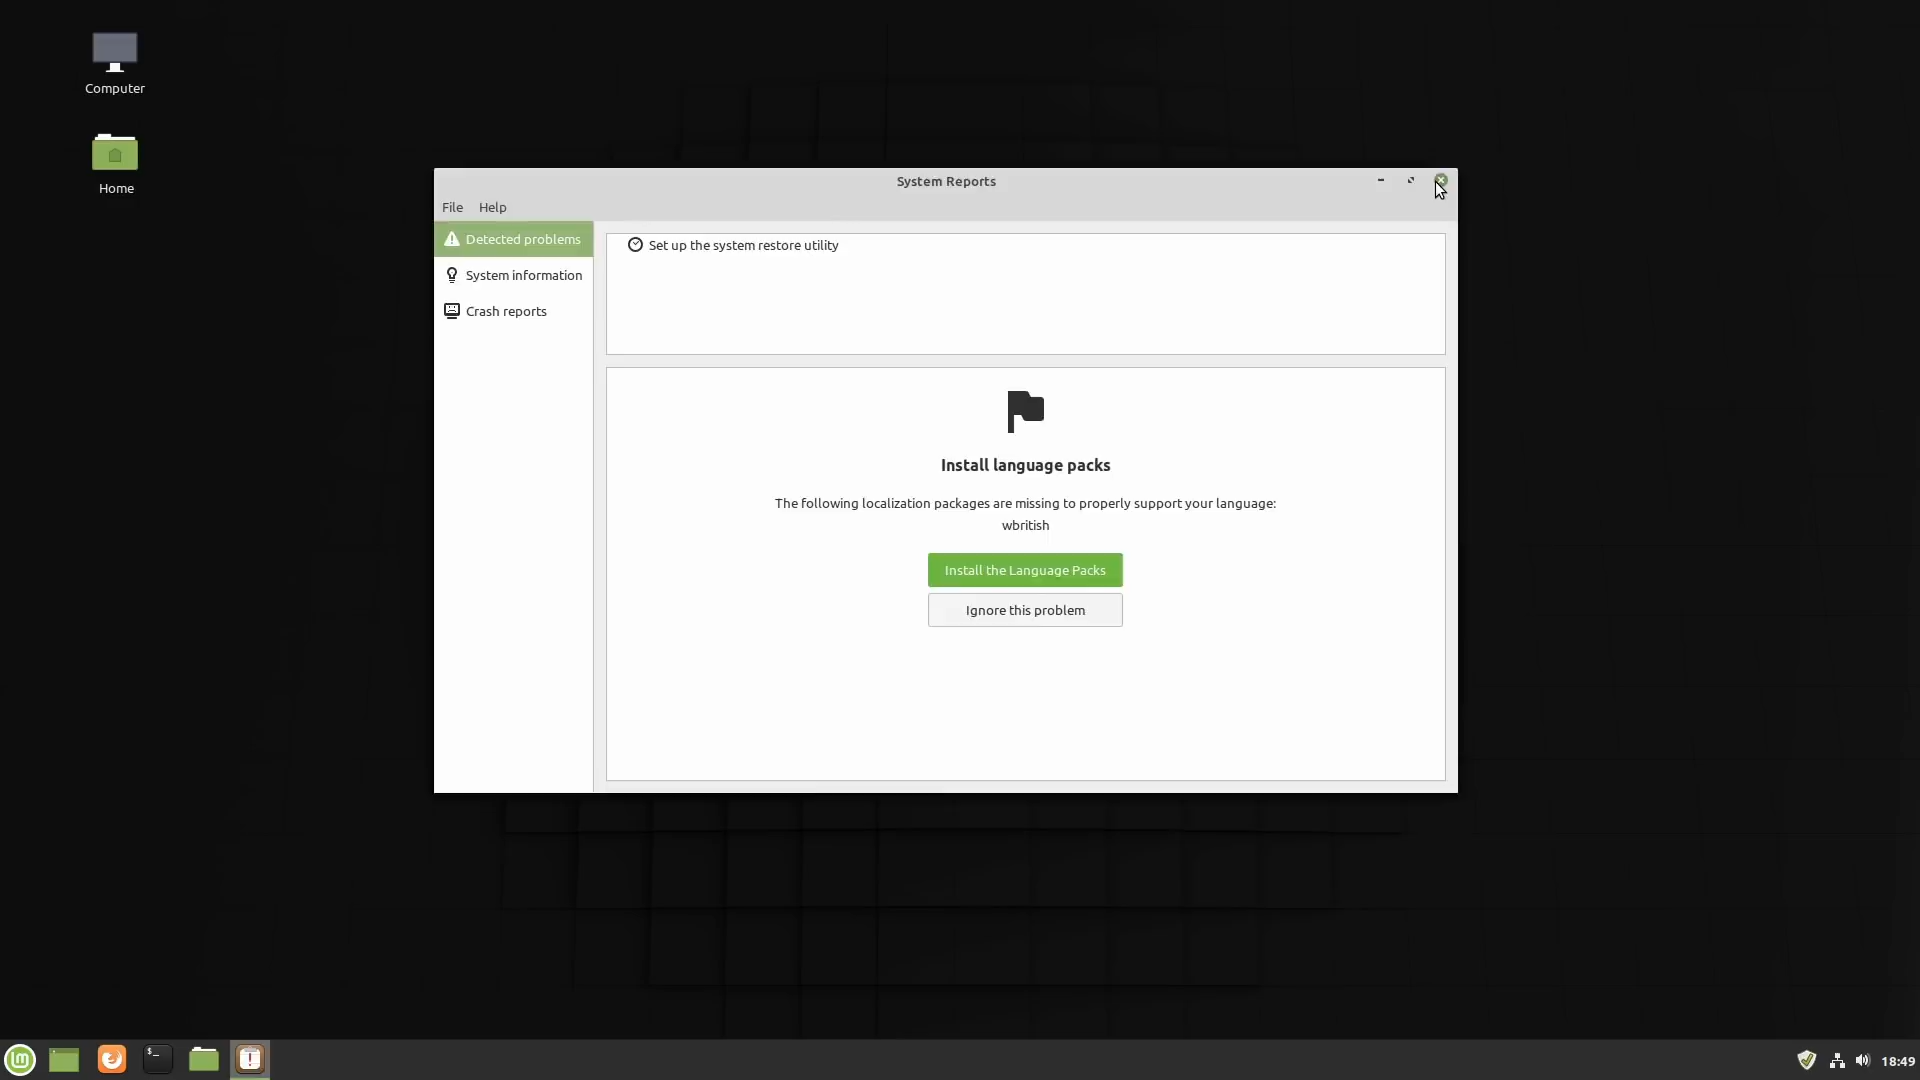 Computer
Home
System Reports
File Help
Detected problems
System information
Crash reports
Set up the system restore utility
Install language packs
The following localization packages are missing to properly support your language:
wbritish
Install the Language Packs
Ignore this problem
18:49